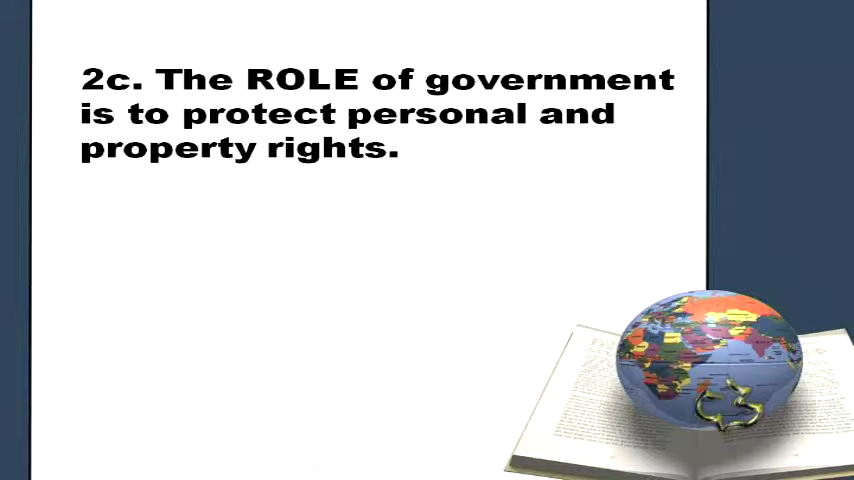 2c. The ROLE of government
is to protect personal and
property rights.